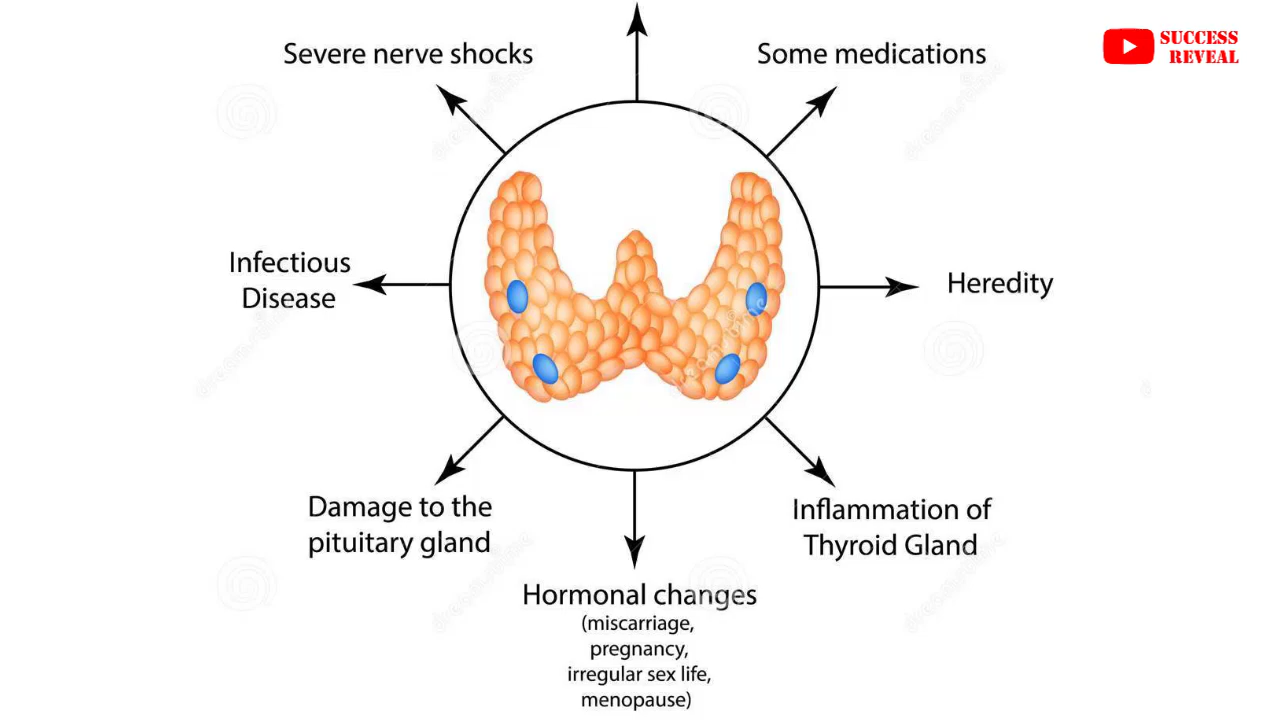 Severe nerve shocks
Some medications
SUCCESS
REVEAL
Infectious
Disease
Heredity
Damage to the
pituitary gland
Inflammation of
Thyroid Gland
Hormonal changes
(miscarriage,
pregnancy,
irregular sex life,
menopause)